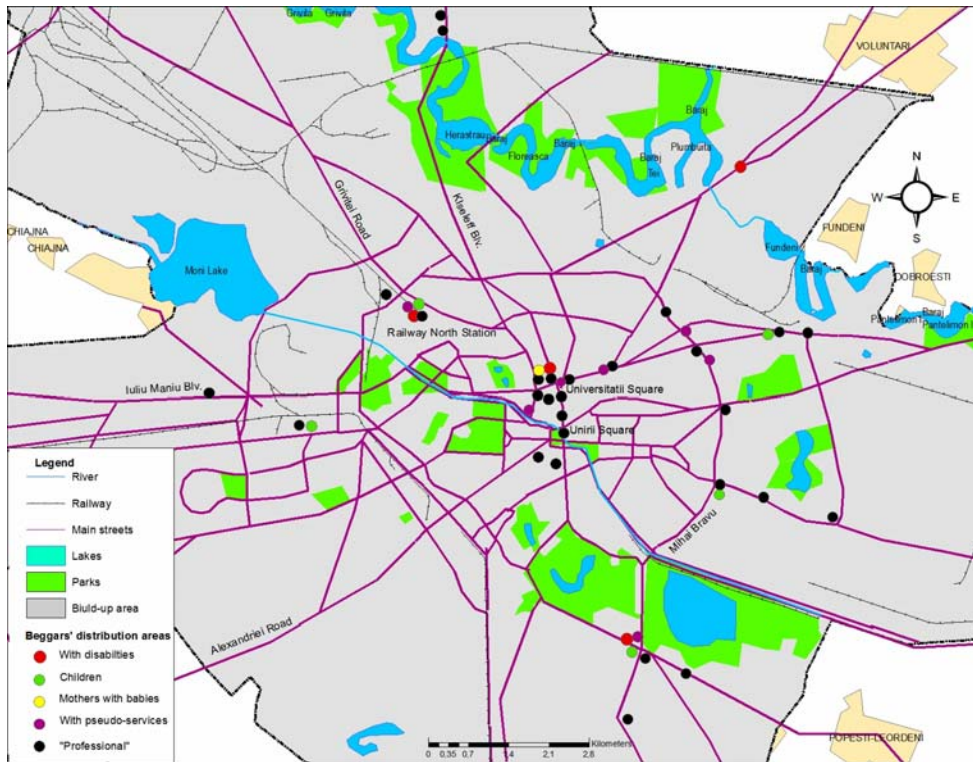 Grivita
Grivita
VOLUNTARI
Baraj
Herastrau
Baraj
Baraj
Floreasca
Baraj
Tei
Plumbuita
N
W
E
S
Grivitei Road
Kiseleff Blv.
CHIAJNA
CHIAJNA
FUNDENI
Fundeni
Baraj
DOBROESTI
Morii Lake
Baraj
Pantelimon I
Pantelimon
Railway North Station
Iuliu Maniu Blv.
Universitatii Square
Unirii Square
Mihai Bravu
Alexandriei Road
Legend
River
Railway
Main streets
Lakes
Parks
Biuld-up area
Beggars' distribution areas
With disabilties
Children
Mothers with babies
With pseudo-services
"Professional"
Kilometers
0 0,35 0,7 1,4 2,1 2,8
POPESTI-LEORDENI